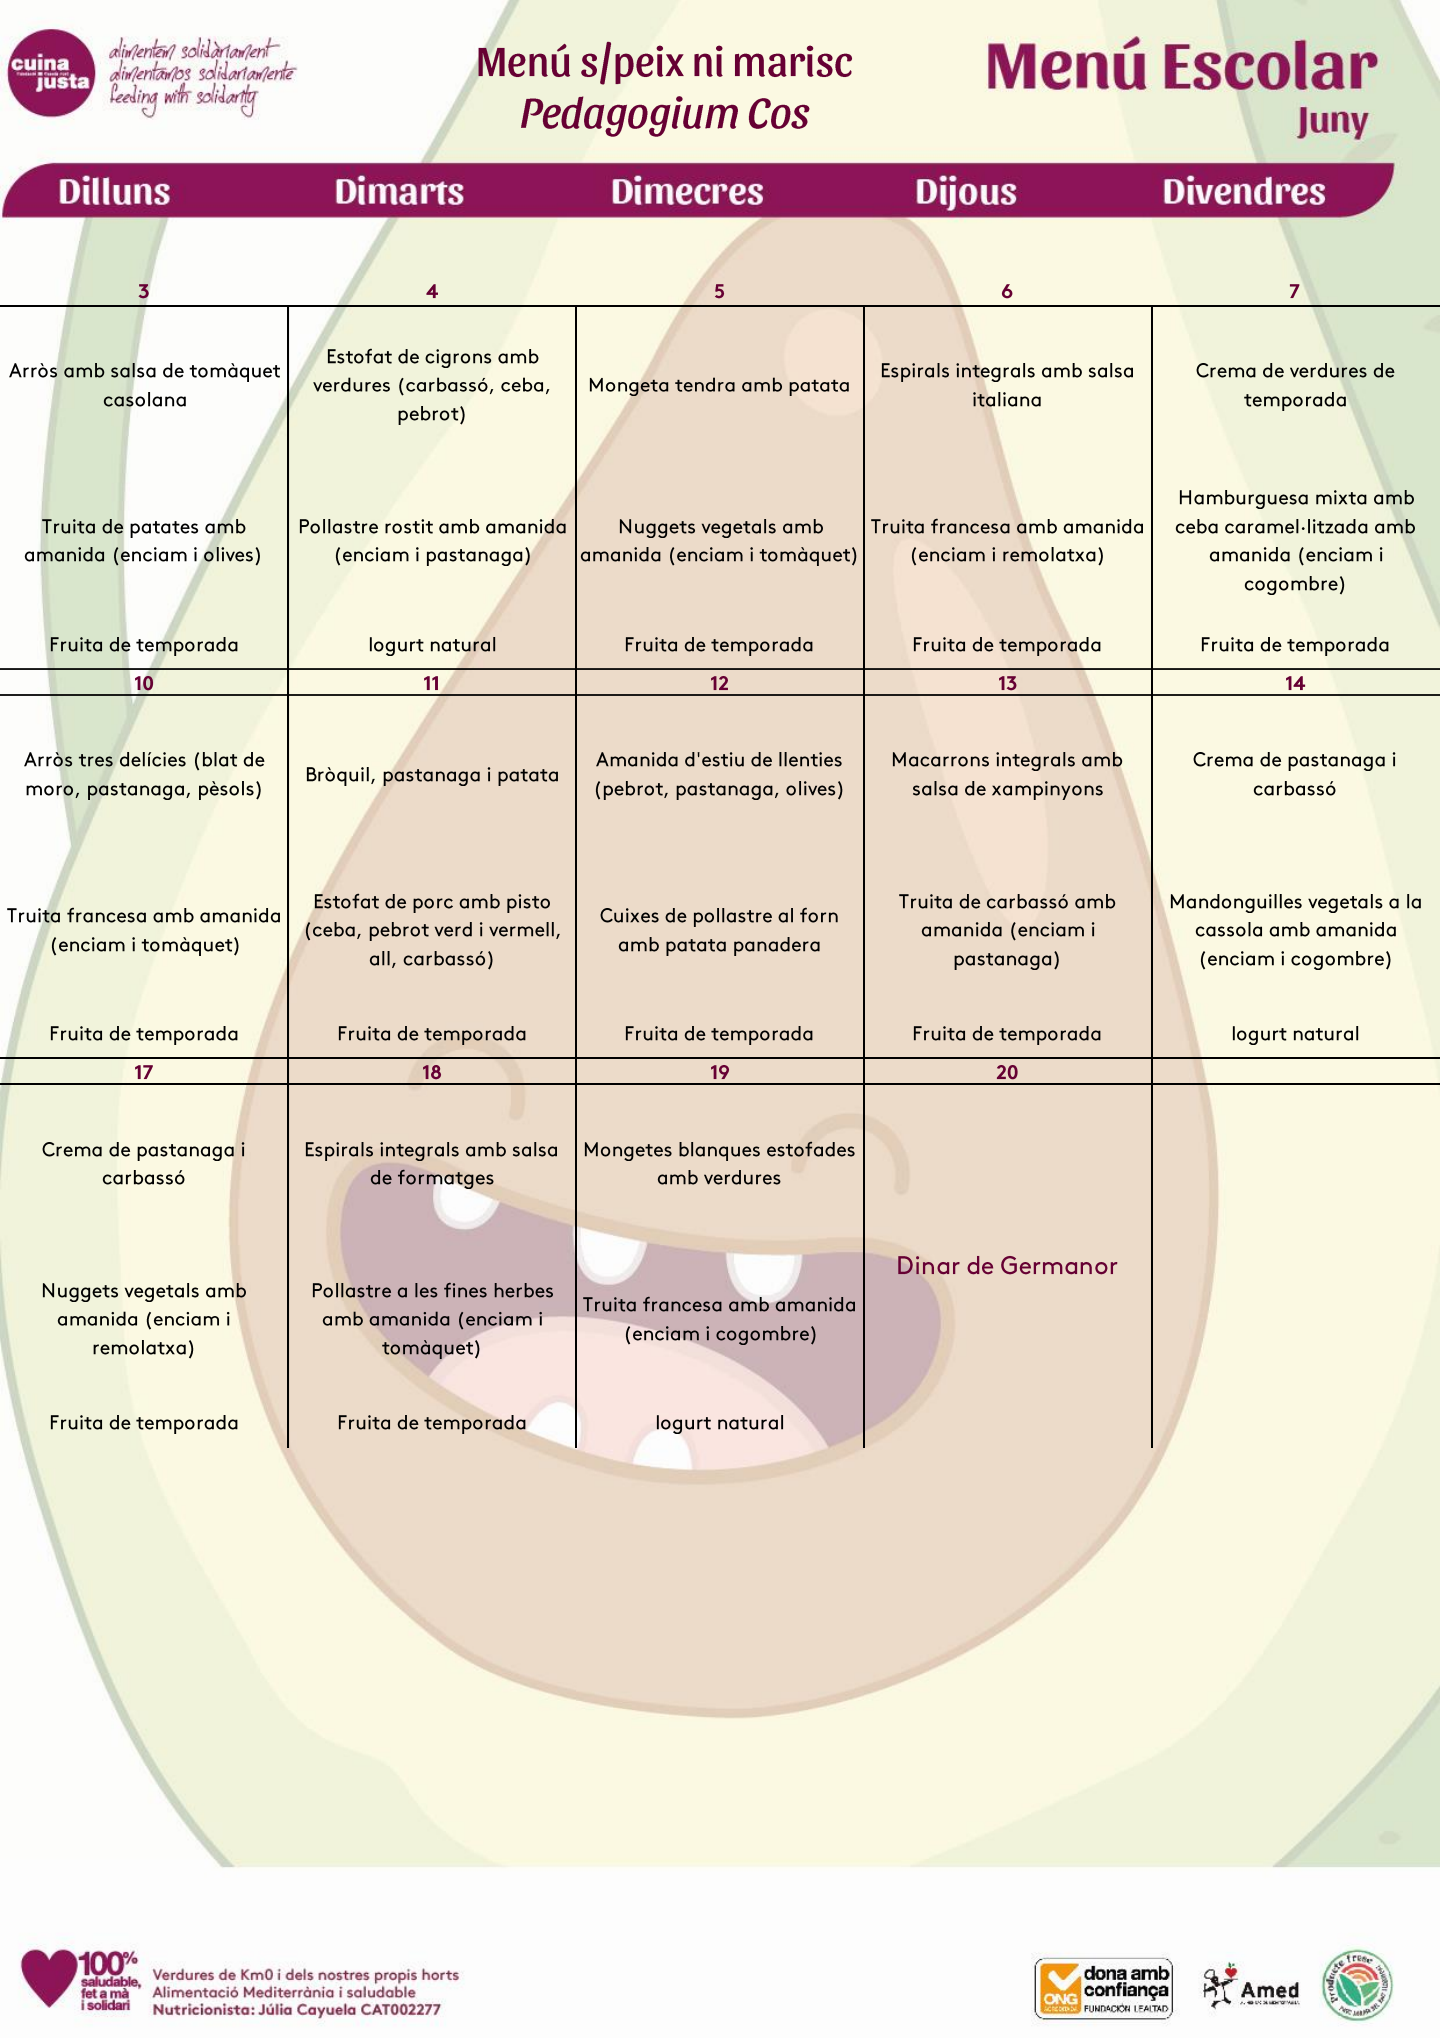 cuina
justa
alimentem solidàriament
alimentamos solidariamente
feeding with solidarity
Menú s/peix ni marisc
Pedagogium Cos
Menú Escolar
Juny
Dilluns Dimarts Dimecres Dijous Divendres
3 4 5 6 7
Arròs amb salsa de tomàquet
casolana
Estofat de cigrons amb
verdures (carbassó, ceba,
pebrot)
Mongeta tendra amb patata
Espirals integrals amb salsa
italiana
Crema de verdures de
temporada
Truita de patates amb
amanida (enciam i olives)
Pollastre rostit amb amanida
(enciam i pastanaga)
Nuggets vegetals amb
amanida (enciam i tomàquet)
Truita francesa amb amanida
(enciam i remolatxa)
Hamburguesa mixta amb
ceba caramel·litzada amb
amanida (enciam i
cogombre)
Fruita de temporada
Iogurt natural
Fruita de temporada
Fruita de temporada
Fruita de temporada
10 11 12 13 14
Arròs tres delícies (blat de
moro, pastanaga, pèsols)
Bròquil, pastanaga i patata
Amanida d'estiu de llenties
(pebrot, pastanaga, olives)
Macarrons integrals amb
salsa de xampinyons
Crema de pastanaga i
carbassó
Truita francesa amb amanida
(enciam i tomàquet)
Estofat de porc amb pisto
(ceba, pebrot verd i vermell,
all, carbassó)
Cuixes de pollastre al forn
amb patata panadera
Truita de carbassó amb
amanida (enciam i
pastanaga)
Mandonguilles vegetals a la
cassola amb amanida
(enciam i cogombre)
Fruita de temporada
Fruita de temporada
Fruita de temporada
Fruita de temporada
Iogurt natural
17 18 19 20
Crema de pastanaga i
carbassó
Espirals integrals amb salsa
de formatges
Mongetes blanques estofades
amb verdures
Dinar de Germanor
Nuggets vegetals amb
amanida (enciam i
remolatxa)
Pollastre a les fines herbes
amb amanida (enciam i
tomàquet)
Truita francesa amb amanida
(enciam i cogombre)
Fruita de temporada
Fruita de temporada
Iogurt natural
100%
saludable,
fet a mà
i solidari
Verdures de Km0 i dels nostres propis horts
Alimentació Mediterrània i saludable
Nutricionista: Júlia Cayuela CAT002277
ONG
ACREDITADA
dona amb
confiança
FUNDACIÓN LEALTAD
Amed
Producte fresc